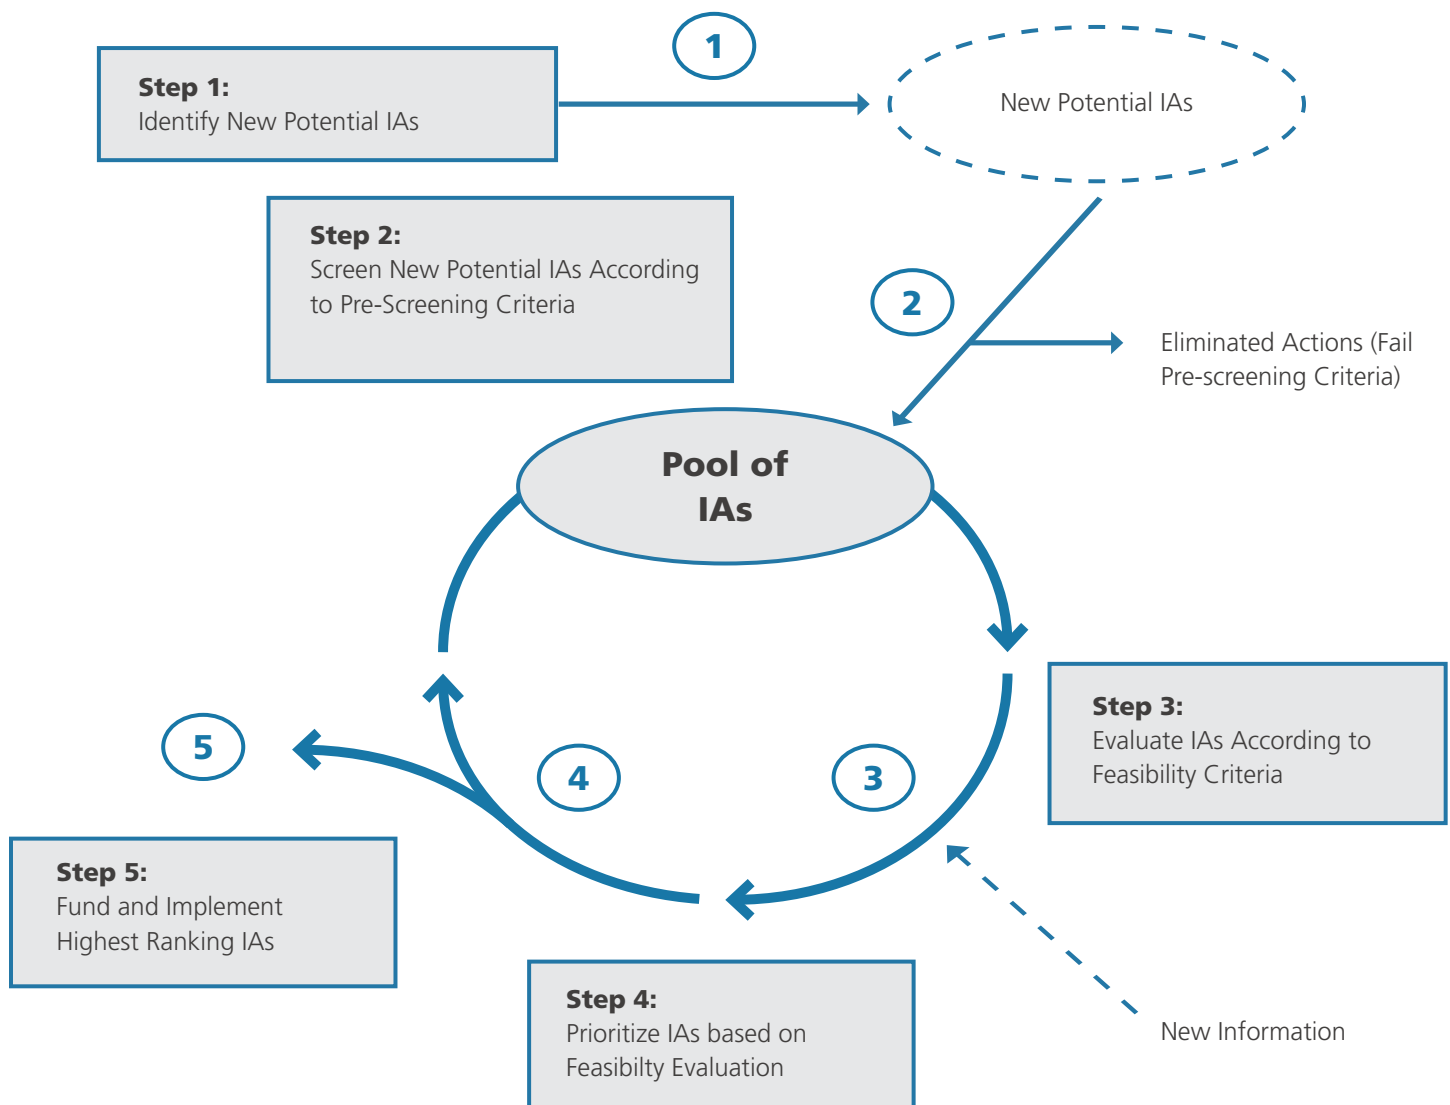 1
Step 1:
Identify New Potential IAs
New Potential IAs
Step 2:
Screen New Potential IAs According
to Pre-Screening Criteria
2
Eliminated Actions (Fail
Pre-screening Criteria)
Pool of
IAs
Step 3:
Evaluate IAs According to
Feasibility Criteria
5
4
3
Step 5:
Fund and Implement
Highest Ranking IAs
Step 4:
Prioritize IAs based on
Feasibilty Evaluation
New Information